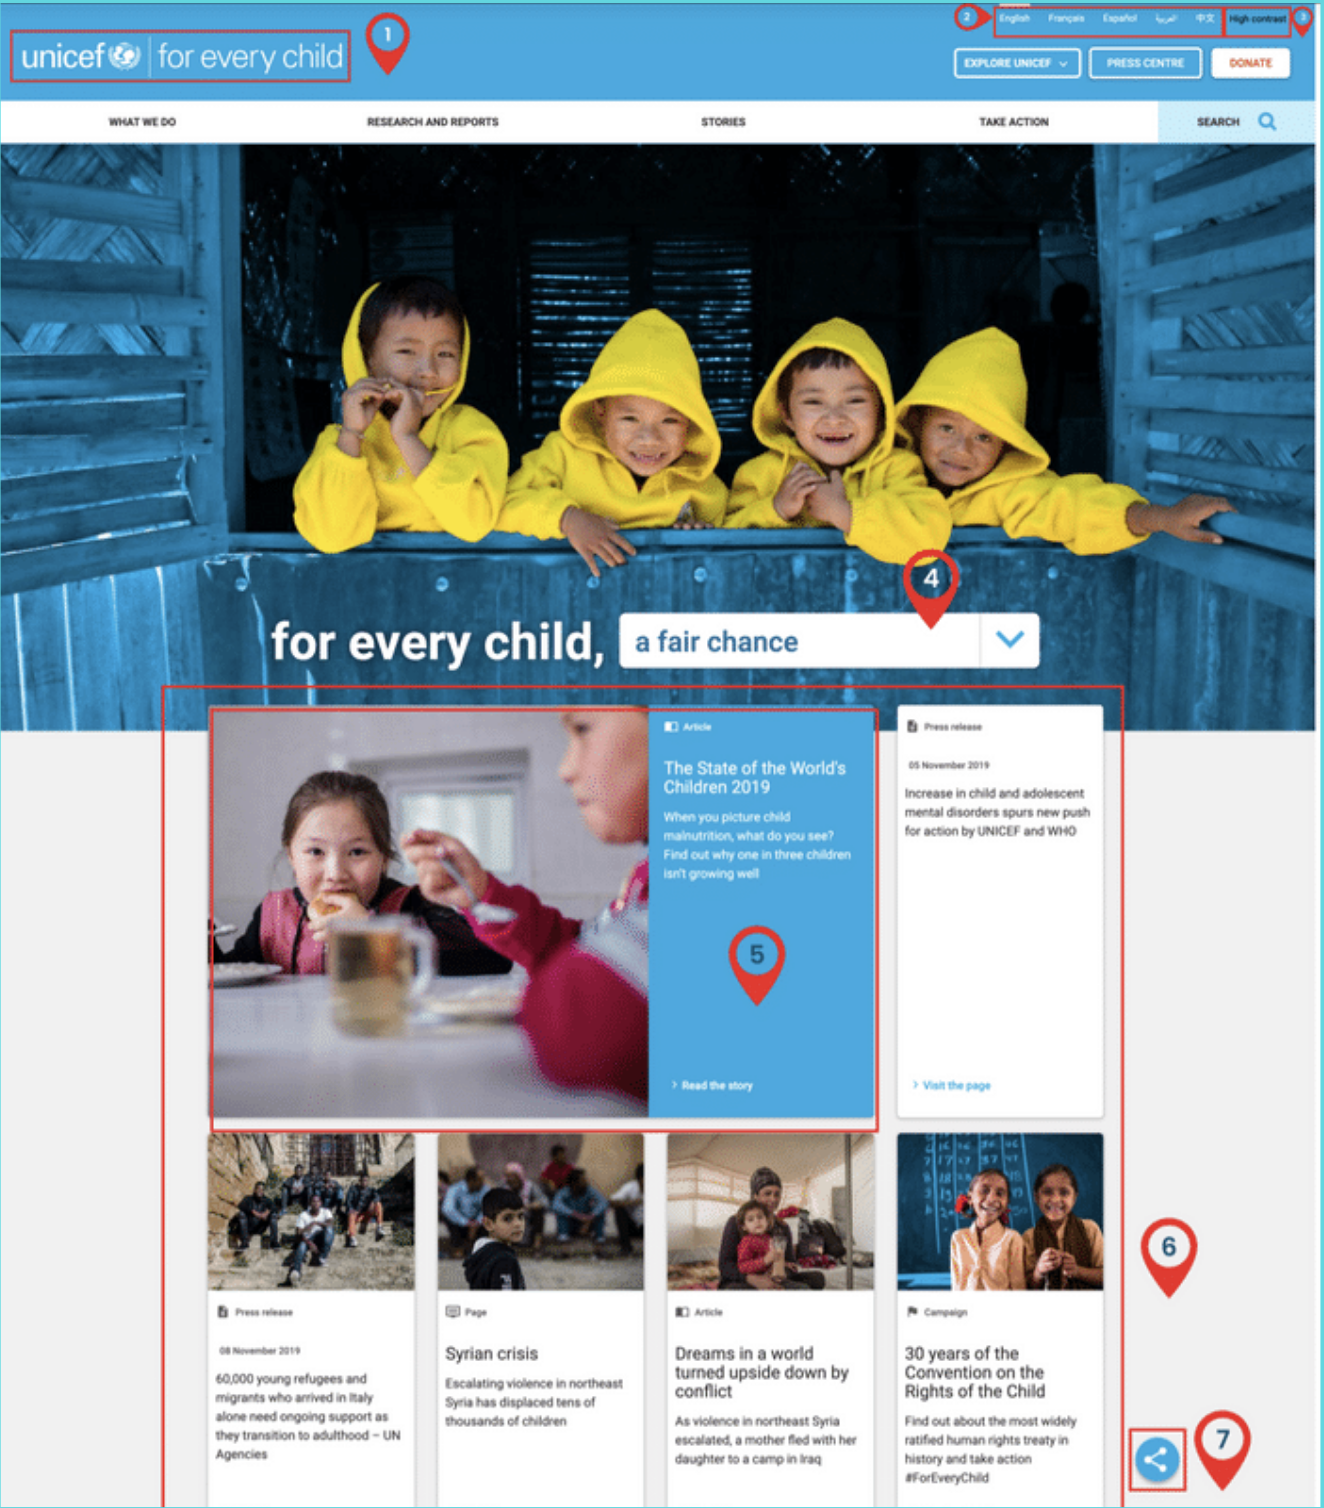 1
2
English Français Español العربية 中文 High contrast
3
unicef for every child
EXPLORE UNICEF
PRESS CENTRE
DONATE
WHAT WE DO
RESEARCH AND REPORTS
STORIES
TAKE ACTION
SEARCH
4
for every child, a fair chance
Article
The State of the World's
Children 2019
When you picture child
malnutrition, what do you see?
Find out why one in three children
isn't growing well
5
Read the story
Press release
05 November 2019
Increase in child and adolescent
mental disorders spurs new push
for action by UNICEF and WHO
Visit the page
6
Press release
08 November 2019
60,000 young refugees and
migrants who arrived in Italy
alone need ongoing support as
they transition to adulthood – UN
Agencies
Page
Syrian crisis
Escalating violence in northeast
Syria has displaced tens of
thousands of children
Article
Dreams in a world
turned upside down by
conflict
As violence in northeast Syria
escalated, a mother fled with her
daughter to a camp in Iraq
Campaign
30 years of the
Convention on the
Rights of the Child
Find out about the most widely
ratified human rights treaty in
history and take action
#ForEveryChild
7